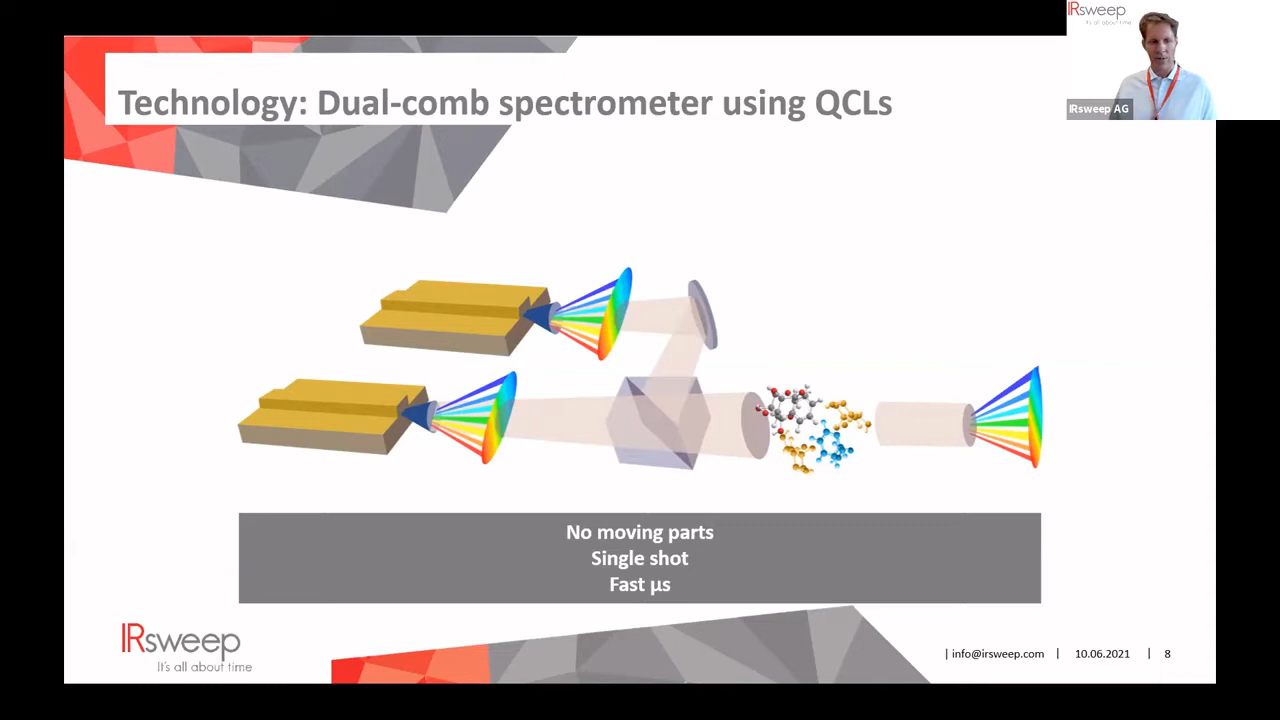 IRsweep
It's all about time
IRsweep AG
Technology: Dual-comb spectrometer using QCLs
No moving parts
Single shot
Fast µs
IRsweep
It's all about time
| info@irsweep.com | 10.06.2021 | 8